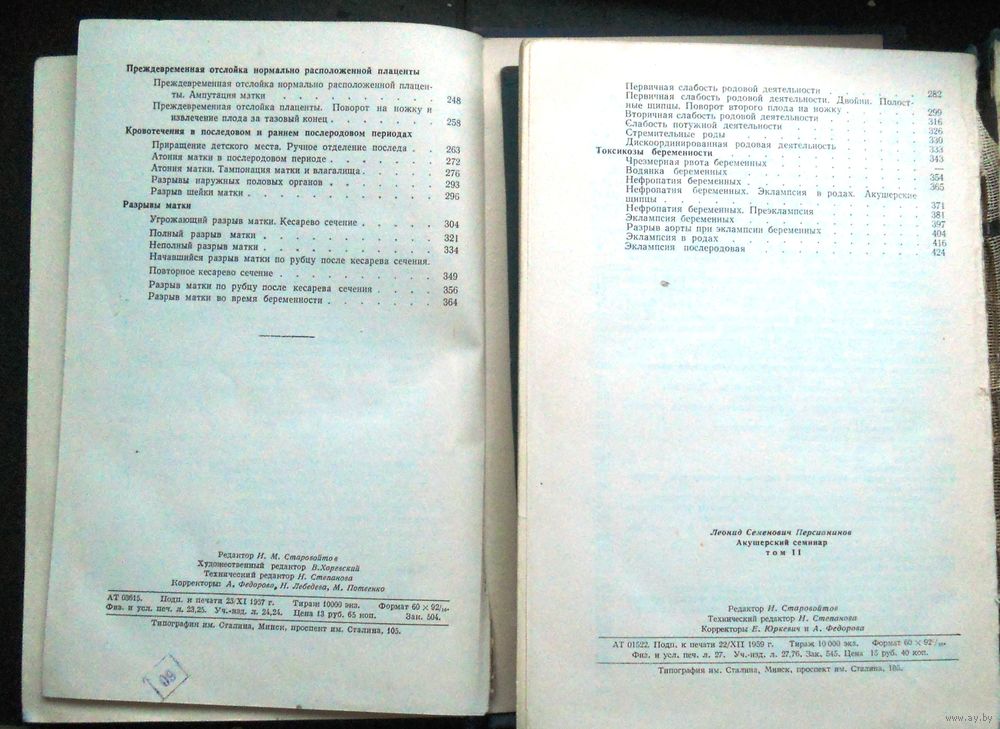 Преждевременная отслойка нормально расположенной плаценты
Преждевременная отслойка нормально расположенной плацен-
ты. Ампутация матки . . . . . . . . . . 248
Преждевременная отслойка плаценты. Поворот на ножку и
извлечение плода за тазовый конец . . . . . . 258
Кровотечения в последовом и раннем послеродовом периодах
Приращение детского места. Ручное отделение последа . . 263
Атония матки в послеродовом периоде . . . . . . 272
Атония матки. Тампонация матки и влагалища . . . . 276
Разрывы наружных половых органов . . . . . . 293
Разрыв шейки матки . . . . . . . . . . 296
Разрывы матки
Угрожающий разрыв матки. Кесарево сечение . . . . 304
Полный разрыв матки . . . . . . . . . . 321
Неполный разрыв матки . . . . . . . . . 334
Начавшийся разрыв матки по рубцу после кесарева сечения.
Повторное кесарево сечение . . . . . . . . 349
Разрыв матки по рубцу после кесарева сечения . . . . 356
Разрыв матки во время беременности . . . . . . 364
Редактор И. М. Старовойтов
Художественный редактор В. Харевский
Технический редактор Н. Степанова
Корректоры: А. Федорова, Н. Лебедева, М. Потеенко
АТ 03615. Подп. к печати 23/XI 1957 г. Тираж 10000 экз. Формат 60 × 92/16.
Физ. и усл. печ. л. 23,25. Уч.-изд. л. 24,24. Цена 13 руб. 65 коп. Зак. 504.
Типография им. Сталина, Минск, проспект им. Сталина, 105.
60
Первичная слабость родовой деятельности . . . . . 282
Первичная слабость родовой деятельности. Двойни. Полост-
ные щипцы. Поворот второго плода на ножку . . . . 299
Вторичная слабость родовой деятельности . . . . . 316
Слабость потужной деятельности . . . . . . . 326
Стремительные роды . . . . . . . . . . 330
Дискоординированная родовая деятельность . . . . . 333
Токсикозы беременности
Чрезмерная рвота беременных . . . . . . . . 343
Водянка беременных . . . . . . . . . . —
Нефропатия беременных . . . . . . . . . 354
Нефропатия беременных. Эклампсия в родах. Акушерские 365
щипцы . . . . . . . . . . . . 371
Нефропатия беременных. Преэклампсия . . . . . . 381
Эклампсия беременных . . . . . . . . . 397
Разрыв аорты при эклампсии беременных . . . . . 404
Эклампсия в родах . . . . . . . . . . 416
Эклампсия послеродовая . . . . . . . . . 424
Леонид Семенович Персианинов
Акушерский семинар
том II
Редактор И. Старовойтов
Технический редактор Н. Степанова
Корректоры Е. Юркевич и А. Федорова
АТ 01522. Подп. к печати 22/XII 1959 г. Тираж 10 000 экз. Формат 60 × 92/16.
Физ. и усл. печ. л. 27. Уч.-изд. л. 27,76. Зак. 545. Цена 15 руб. 40 коп.
Типография им. Сталина, Минск, проспект им. Сталина, 105.
www.ay.by